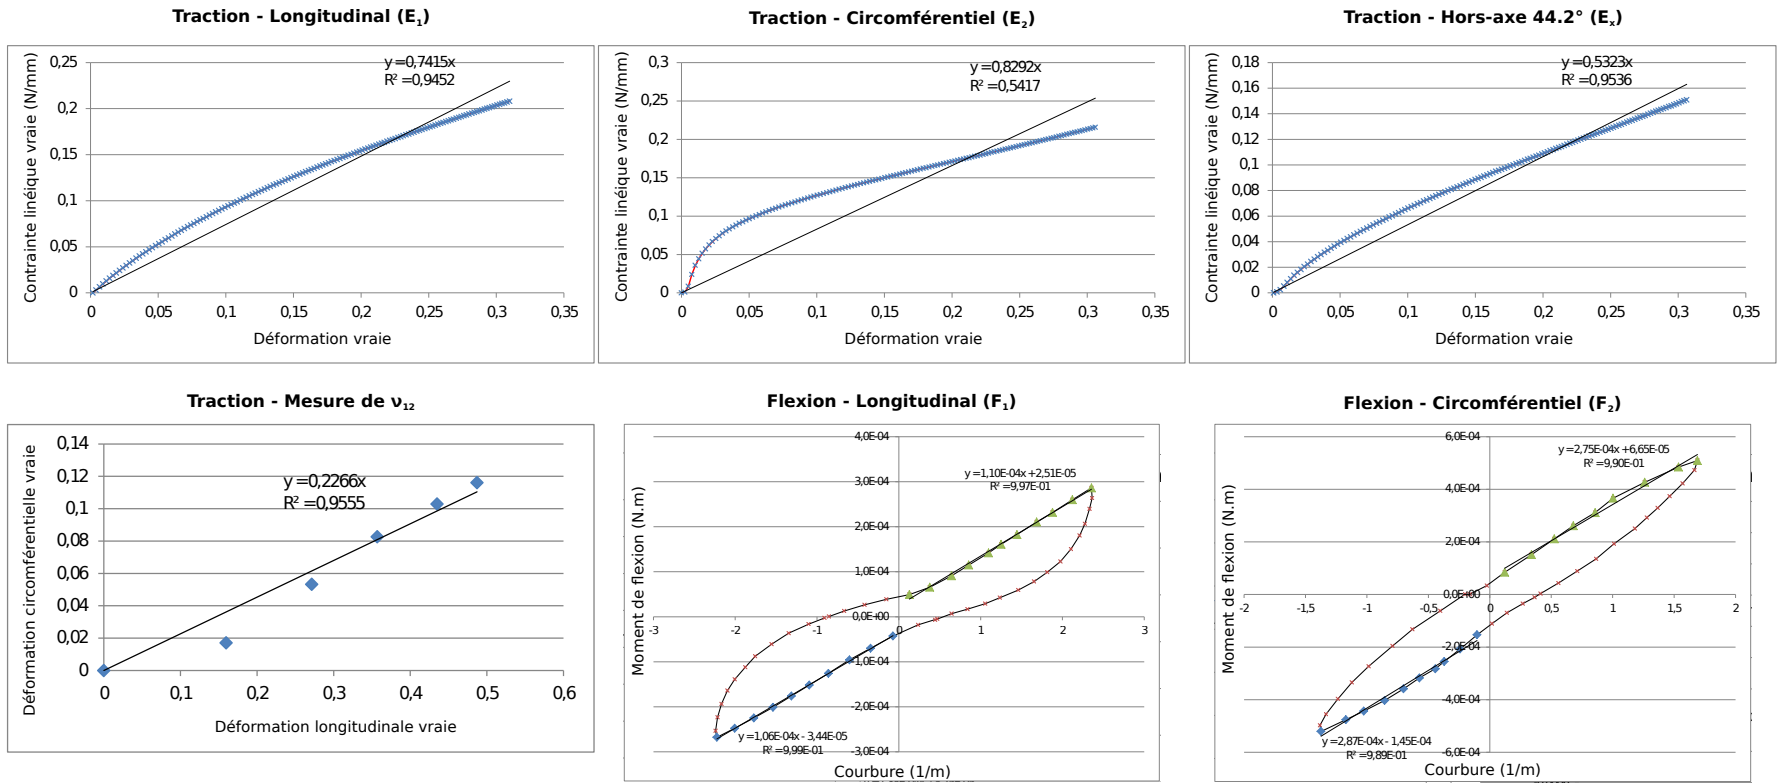 Traction - Longitudinal (E₁)
Contrainte linéique vraie (N/mm)
0,25
0,2
0,15
0,1
0,05
0
y = 0,7415x
R² = 0,9452
0
0,05
0,1
0,15
0,2
0,25
0,3
0,35
Déformation vraie
Traction - Circomférentiel (E₂)
Contrainte linéique vraie (N/mm)
0,3
0,25
0,2
0,15
0,1
0,05
0
y = 0,8292x
R² = 0,5417
0
0,05
0,1
0,15
0,2
0,25
0,3
0,35
Déformation vraie
Traction - Hors-axe 44.2° (Eₓ)
Contrainte linéique vraie (N/mm)
0,18
0,16
0,14
0,12
0,1
0,08
0,06
0,04
0,02
0
y = 0,5323x
R² = 0,9536
0
0,05
0,1
0,15
0,2
0,25
0,3
0,35
Déformation vraie
Traction - Mesure de ν₁₂
Déformation circomférentielle vraie
0,14
0,12
0,1
0,08
0,06
0,04
0,02
0
y = 0,2266x
R² = 0,9555
0
0,1
0,2
0,3
0,4
0,5
0,6
Déformation longitudinale vraie
Flexion - Longitudinal (F₁)
Moment de flexion (N.m)
4,0E-04
3,0E-04
2,0E-04
1,0E-04
0,0E+00
-1,0E-04
-2,0E-04
-3,0E-04
y = 1,10E-04x + 2,51E-05
R² = 9,97E-01
-3
-2
-1
0
1
2
3
y = 1,06E-04x - 3,44E-05
R² = 9,99E-01
Courbure (1/m)
Flexion - Circomférentiel (F₂)
Moment de flexion (N.m)
6,0E-04
4,0E-04
2,0E-04
0,0E+00
-2,0E-04
-4,0E-04
-6,0E-04
y = 2,75E-04x + 6,65E-05
R² = 9,90E-01
-2
-1,5
-1
-0,5
0
0,5
1
1,5
2
y = 2,87E-04x - 1,45E-04
R² = 9,89E-01
Courbure (1/m)